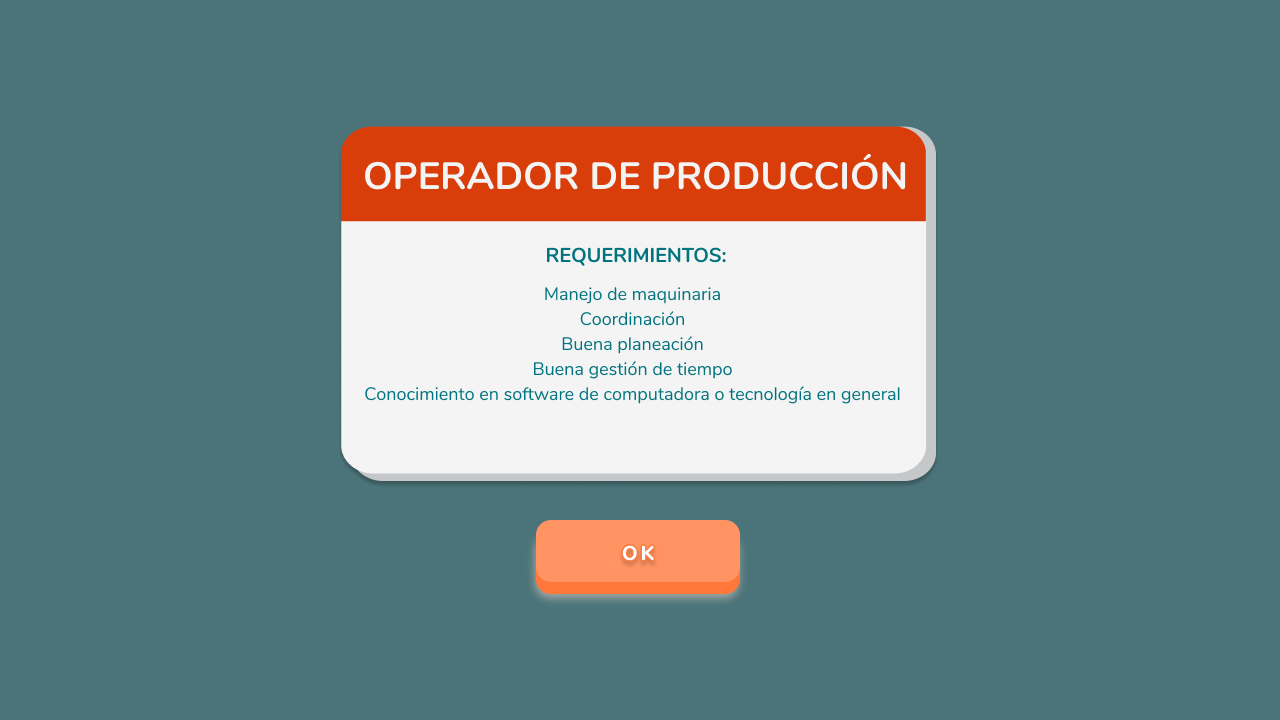 OPERADOR DE PRODUCCIÓN
REQUERIMIENTOS:
Manejo de maquinaria
Coordinación
Buena planeación
Buena gestión de tiempo
Conocimiento en software de computadora o tecnología en general
OK